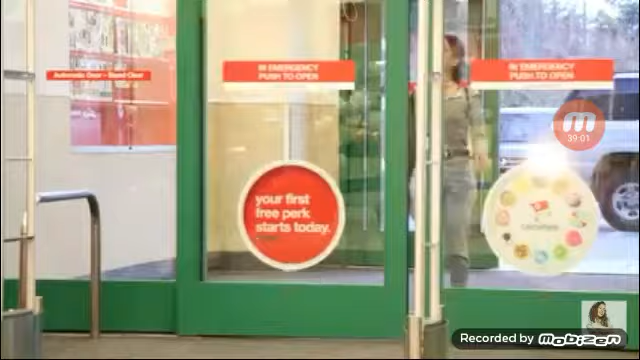 Automatic Door - Stand Clear
IN EMERGENCY
PUSH TO OPEN
IN EMERGENCY
PUSH TO OPEN
39:01
your first
free perk
starts today.
Recorded by Mobizen